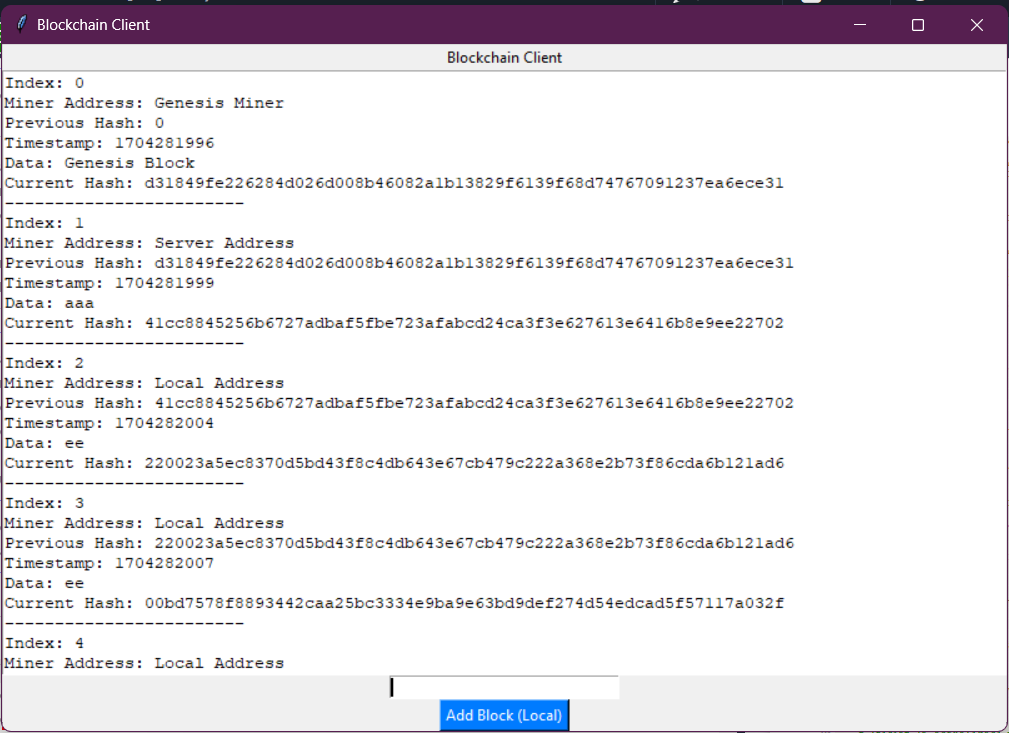 Blockchain Client
Blockchain Client
Index: 0
Miner Address: Genesis Miner
Previous Hash: 0
Timestamp: 1704281996
Data: Genesis Block
Current Hash: d31849fe226284d026d008b46082a1b13829f6139f68d74767091237ea6ece31
------------------------
Index: 1
Miner Address: Server Address
Previous Hash: d31849fe226284d026d008b46082a1b13829f6139f68d74767091237ea6ece31
Timestamp: 1704281999
Data: aaa
Current Hash: 41cc8845256b6727adbaf5fbe723afabcd24ca3f3e627613e6416b8e9ee22702
------------------------
Index: 2
Miner Address: Local Address
Previous Hash: 41cc8845256b6727adbaf5fbe723afabcd24ca3f3e627613e6416b8e9ee22702
Timestamp: 1704282004
Data: ee
Current Hash: 220023a5ec8370d5bd43f8c4db643e67cb479c222a368e2b73f86cda6b121ad6
------------------------
Index: 3
Miner Address: Local Address
Previous Hash: 220023a5ec8370d5bd43f8c4db643e67cb479c222a368e2b73f86cda6b121ad6
Timestamp: 1704282007
Data: ee
Current Hash: 00bd7578f8893442caa25bc3334e9ba9e63bd9def274d54edcad5f57117a032f
------------------------
Index: 4
Miner Address: Local Address
Add Block (Local)